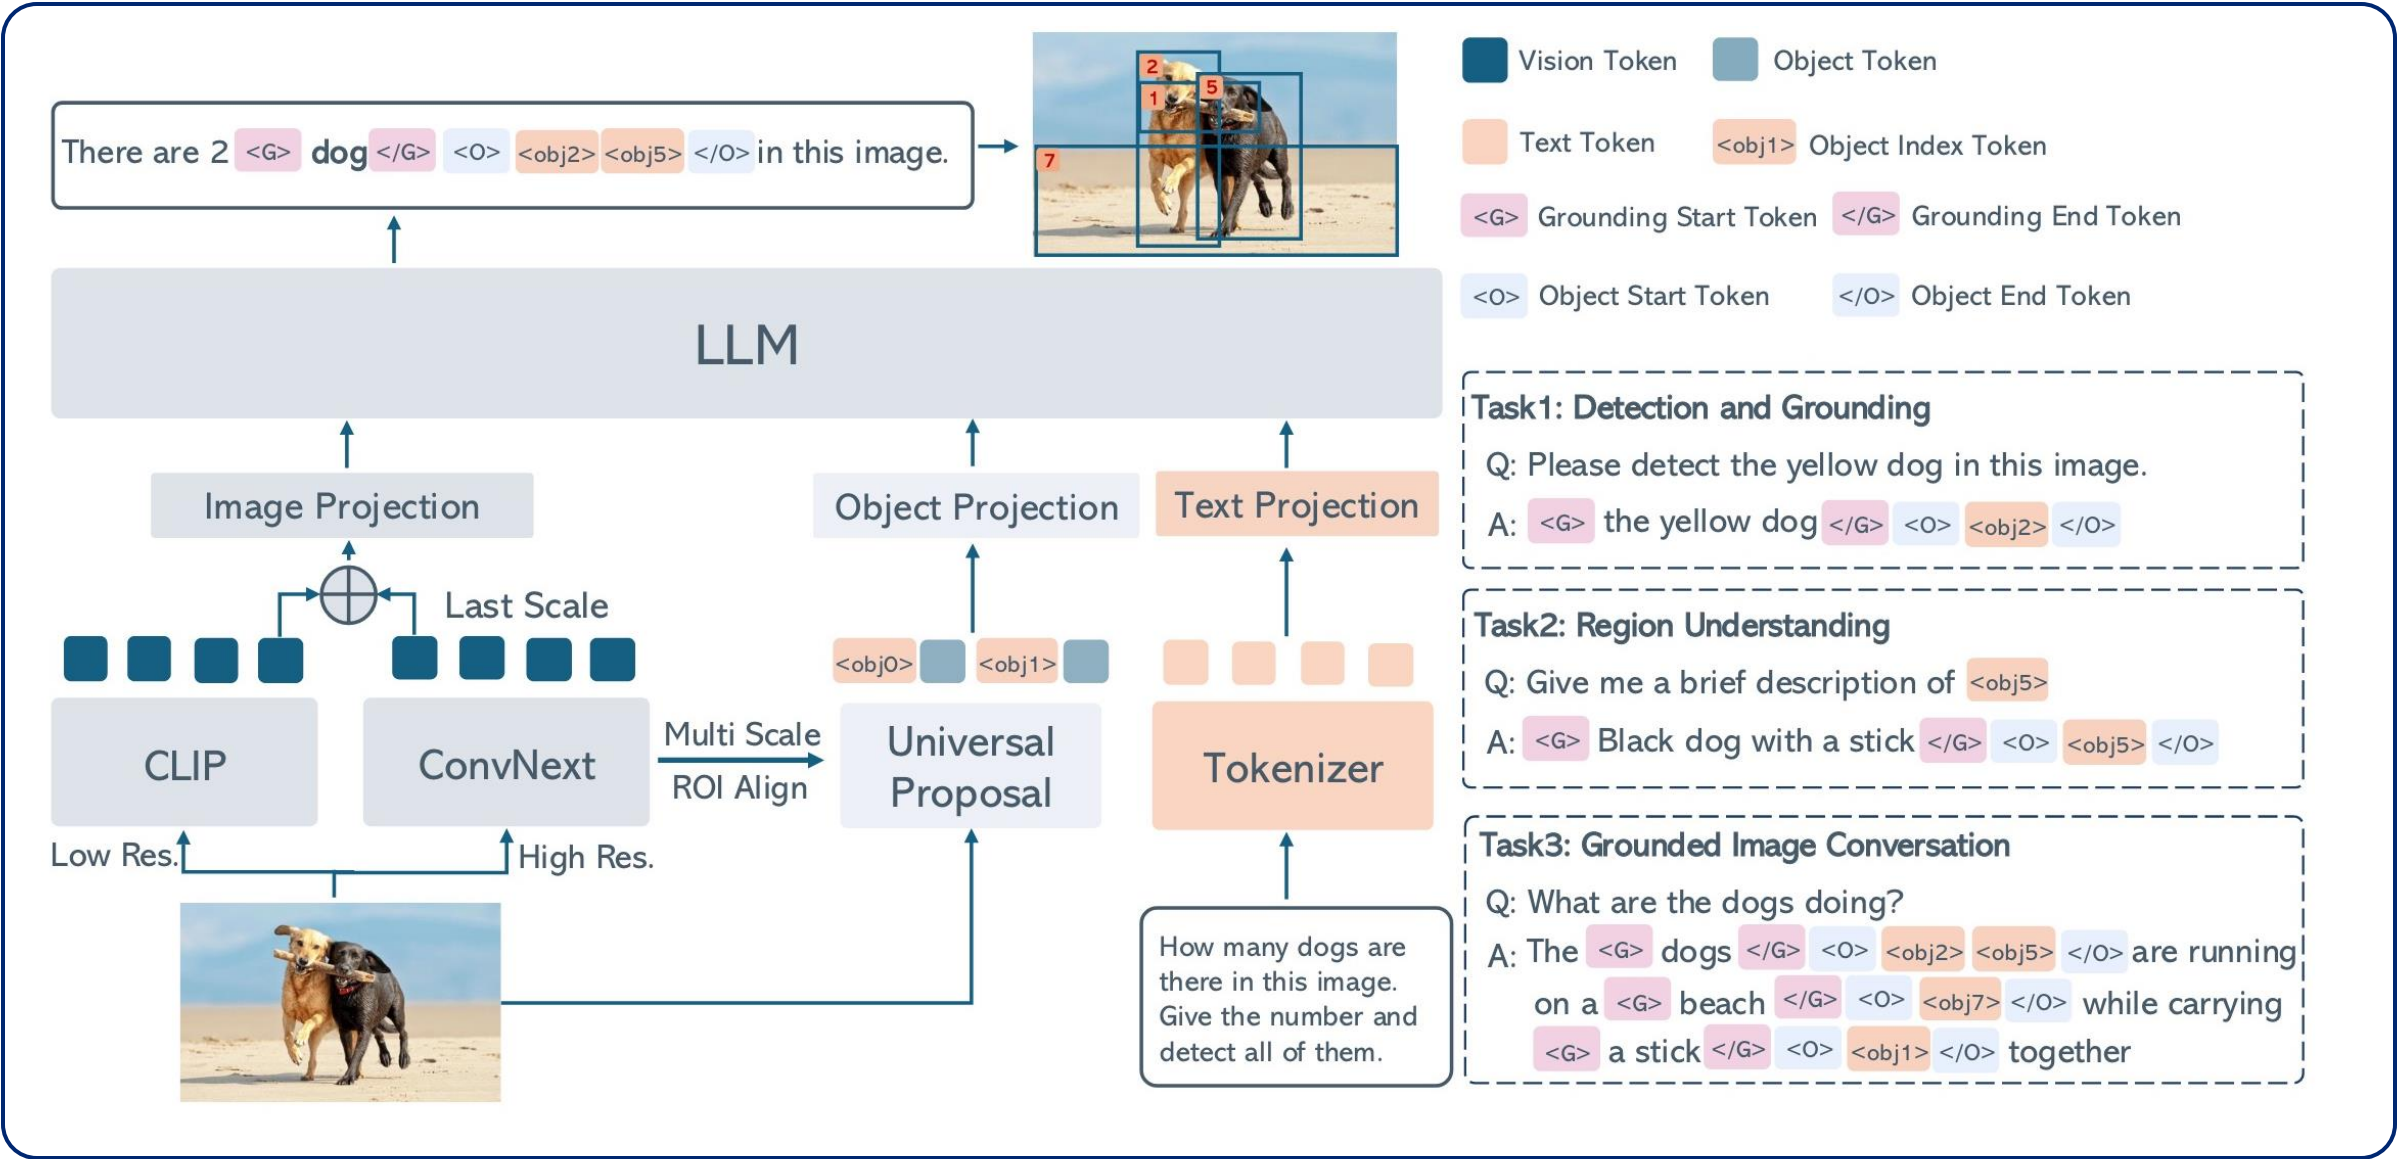 There are 2 <G> dog </G> <O> <obj2> <obj5> </O> in this image.
2
5
1
7
LLM
Image Projection
Object Projection
Text Projection
Last Scale
<obj0> <obj1>
CLIP
ConvNext
Multi Scale
ROI Align
Universal
Proposal
Tokenizer
Low Res.
High Res.
How many dogs are
there in this image.
Give the number and
detect all of them.
Vision Token
Object Token
Text Token
<obj1> Object Index Token
<G> Grounding Start Token
</G> Grounding End Token
<O> Object Start Token
</O> Object End Token
Task1: Detection and Grounding
Q: Please detect the yellow dog in this image.
A: <G> the yellow dog </G> <O> <obj2> </O>
Task2: Region Understanding
Q: Give me a brief description of <obj5>
A: <G> Black dog with a stick </G> <O> <obj5> </O>
Task3: Grounded Image Conversation
Q: What are the dogs doing?
A: The <G> dogs </G> <O> <obj2> <obj5> </O> are running
on a <G> beach </G> <O> <obj7> </O> while carrying
<G> a stick </G> <O> <obj1> </O> together